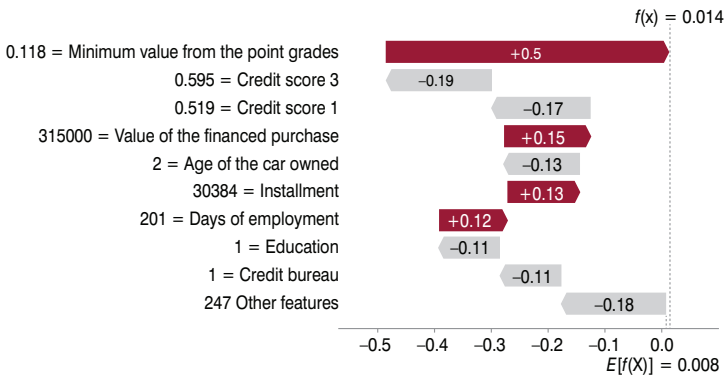 f(x) = 0.014
0.118 = Minimum value from the point grades
+0.5
0.595 = Credit score 3
−0.19
0.519 = Credit score 1
−0.17
315000 = Value of the financed purchase
+0.15
2 = Age of the car owned
−0.13
30384 = Installment
+0.13
201 = Days of employment
+0.12
1 = Education
−0.11
1 = Credit bureau
−0.11
247 Other features
−0.18
−0.5 −0.4 −0.3 −0.2 −0.1 0.0
E[f(X)] = 0.008